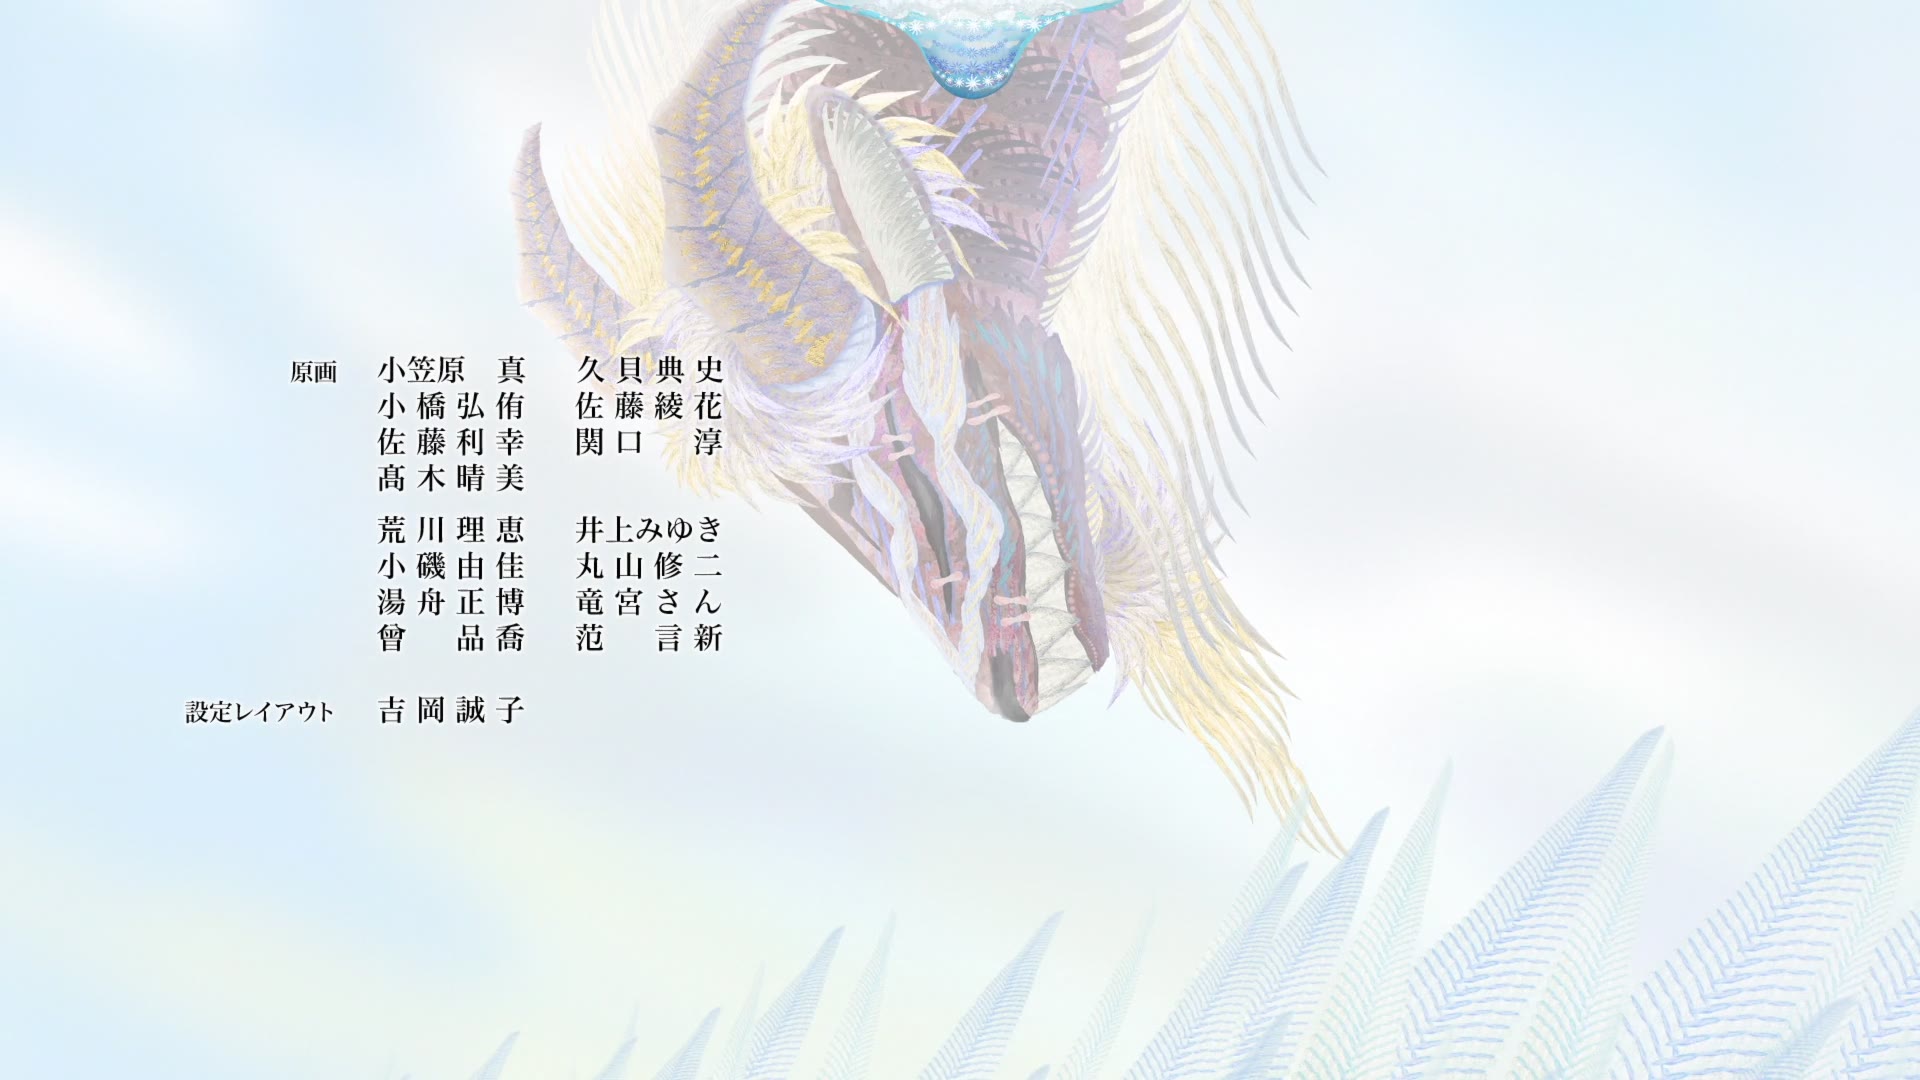 原画 小笠原 真 久貝典史
小橋弘侑 佐藤綾花
佐藤利幸 関口 淳
髙木晴美
荒川理恵 井上みゆき
小磯由佳 丸山修二
湯舟正博 竜宮さん
曾 品喬 范 言新
設定レイアウト 吉岡誠子